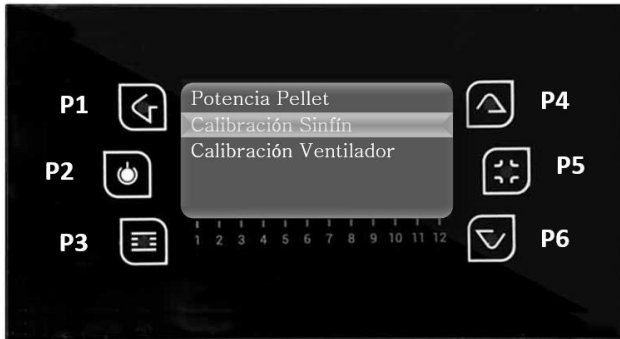 P1
P2
P3
Potencia Pellet
Calibración Sinfín
Calibración Ventilador
1 2 3 4 5 6 7 8 9 10 11 12
P4
P5
P6